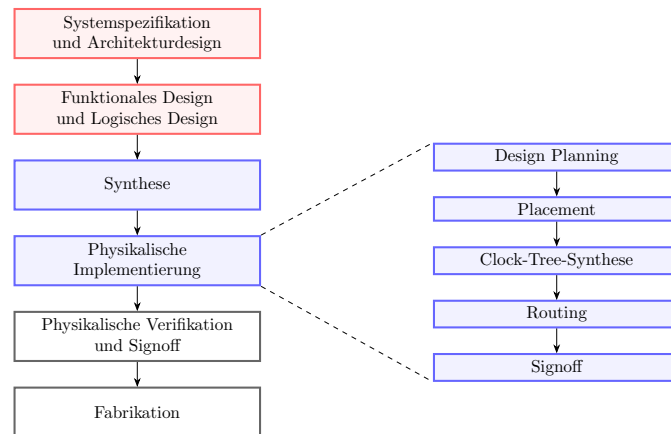 Systemspezifikation
und Architekturdesign
Funktionales Design
und Logisches Design
Synthese
Physikalische
Implementierung
Physikalische Verifikation
und Signoff
Fabrikation
Design Planning
Placement
Clock-Tree-Synthese
Routing
Signoff